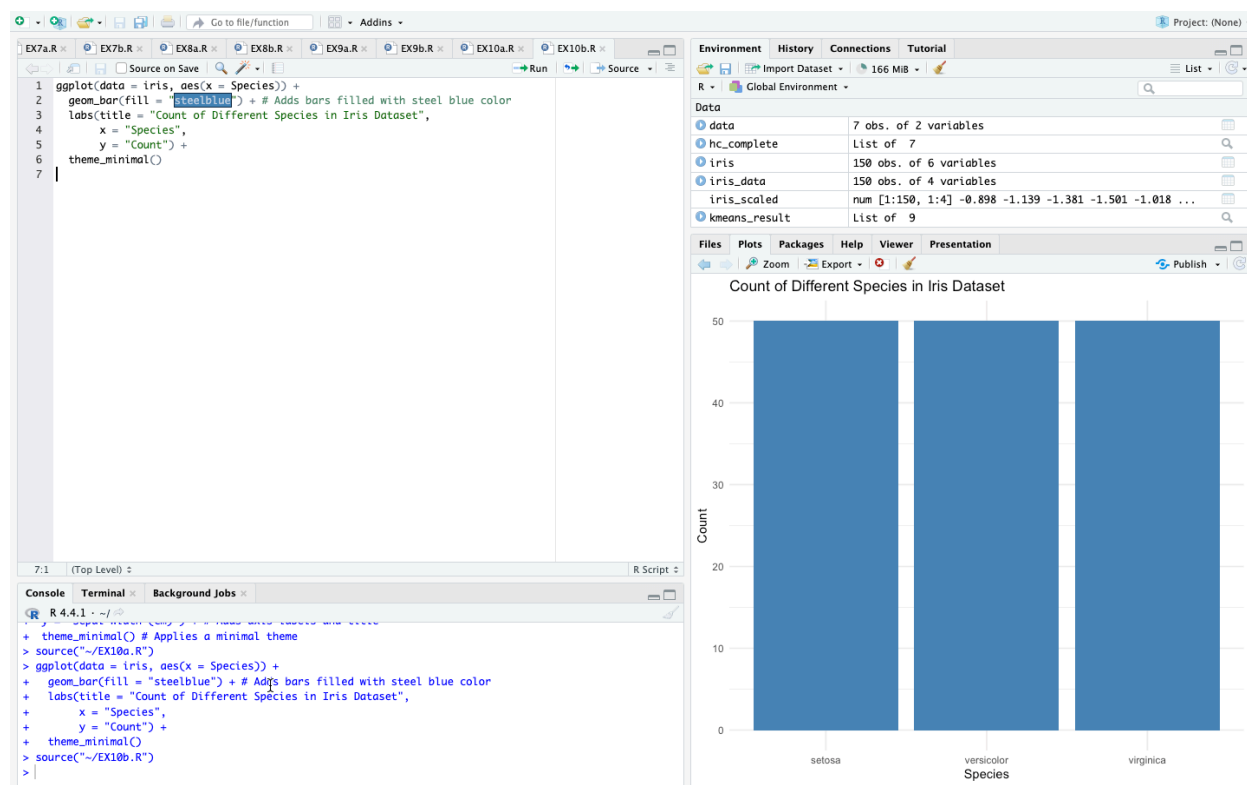 Go to file/function
Addins
Project: (None)
EX7a.R
EX7b.R
EX8a.R
EX8b.R
EX9a.R
EX9b.R
EX10a.R
EX10b.R
Source on Save
Run
Source
1 ggplot(data = iris, aes(x = Species)) +
2 geom_bar(fill = "steelblue") + # Adds bars filled with steel blue color
3 labs(title = "Count of Different Species in Iris Dataset",
4 x = "Species",
5 y = "Count") +
6 theme_minimal()
7
7:1 (Top Level) R Script
Console Terminal Background Jobs
R 4.4.1 · ~/
+ theme_minimal() # Applies a minimal theme
> source("~/EX10a.R")
> ggplot(data = iris, aes(x = Species)) +
+ geom_bar(fill = "steelblue") + # Adds bars filled with steel blue color
+ labs(title = "Count of Different Species in Iris Dataset",
+ x = "Species",
+ y = "Count") +
+ theme_minimal()
> source("~/EX10b.R")
>
Environment History Connections Tutorial
Import Dataset 166 MiB List
R Global Environment
Data
data 7 obs. of 2 variables
hc_complete List of 7
iris 150 obs. of 6 variables
iris_data 150 obs. of 4 variables
iris_scaled num [1:150, 1:4] -0.898 -1.139 -1.381 -1.501 -1.018 ...
kmeans_result List of 9
Files Plots Packages Help Viewer Presentation
Zoom Export Publish
Count of Different Species in Iris Dataset
50
40
30
20
10
0
Count
setosa versicolor virginica
Species